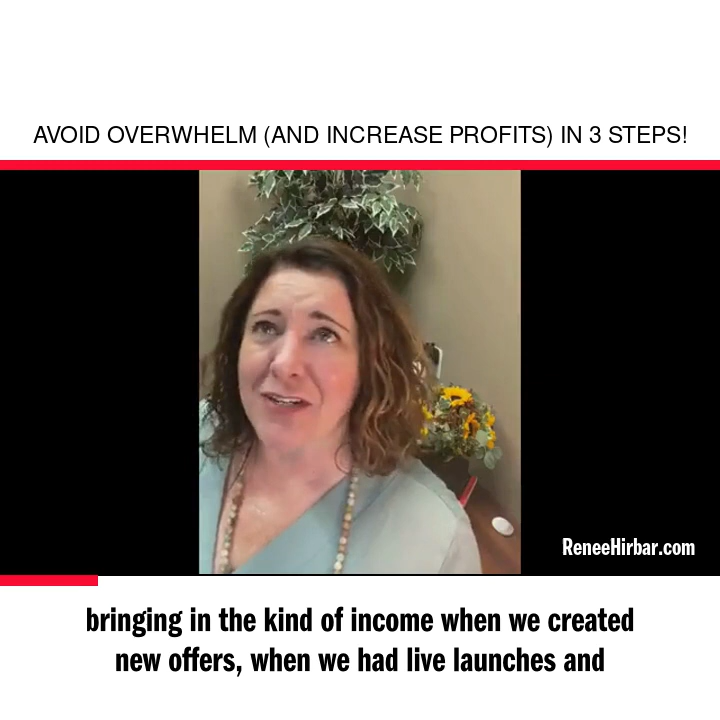 AVOID OVERWHELM (AND INCREASE PROFITS) IN 3 STEPS!
ReneeHirbar.com
bringing in the kind of income when we created
new offers, when we had live launches and